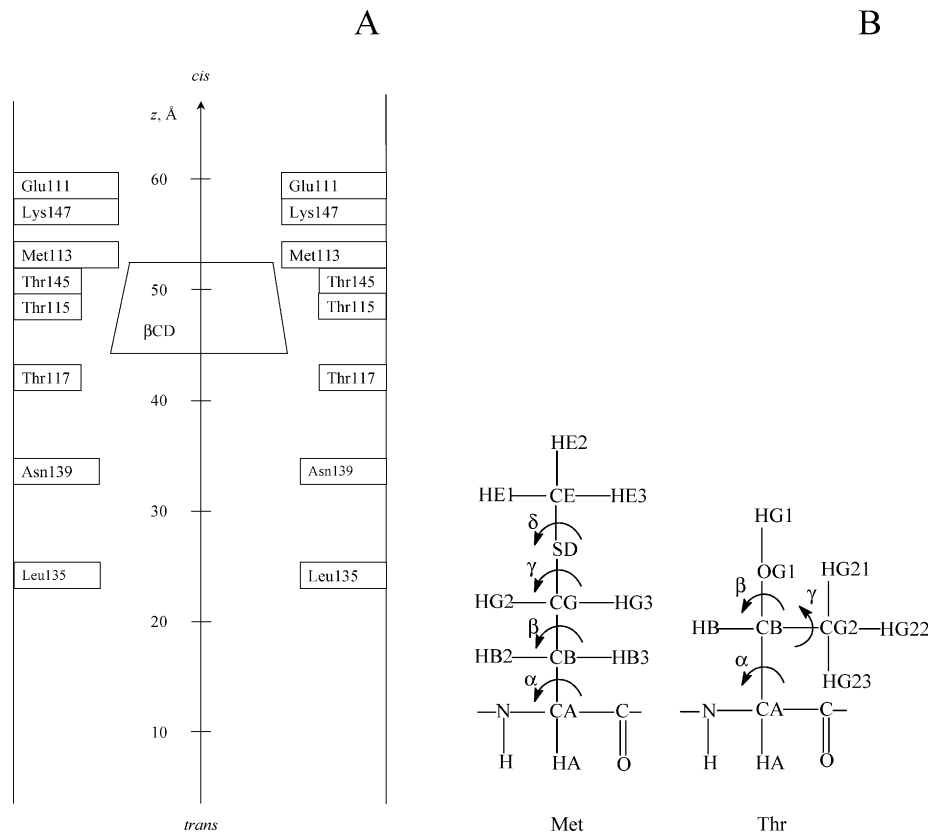 A
B
cis
z, Å
60
Glu111
Glu111
Lys147
Lys147
Met113
Met113
50
Thr145
Thr145
Thr115
Thr115
βCD
Thr117
Thr117
40
Asn139
Asn139
30
Leu135
Leu135
20
10
trans
HE2
HE1 CE HE3
δ
SD
γ
HG2 CG HG3
β
HB2 CB HB3
α
N CA C
H HA O
Met
HG1
OG1 HG21
β γ
HB CB CG2 HG22
α HG23
N CA C
H HA O
Thr